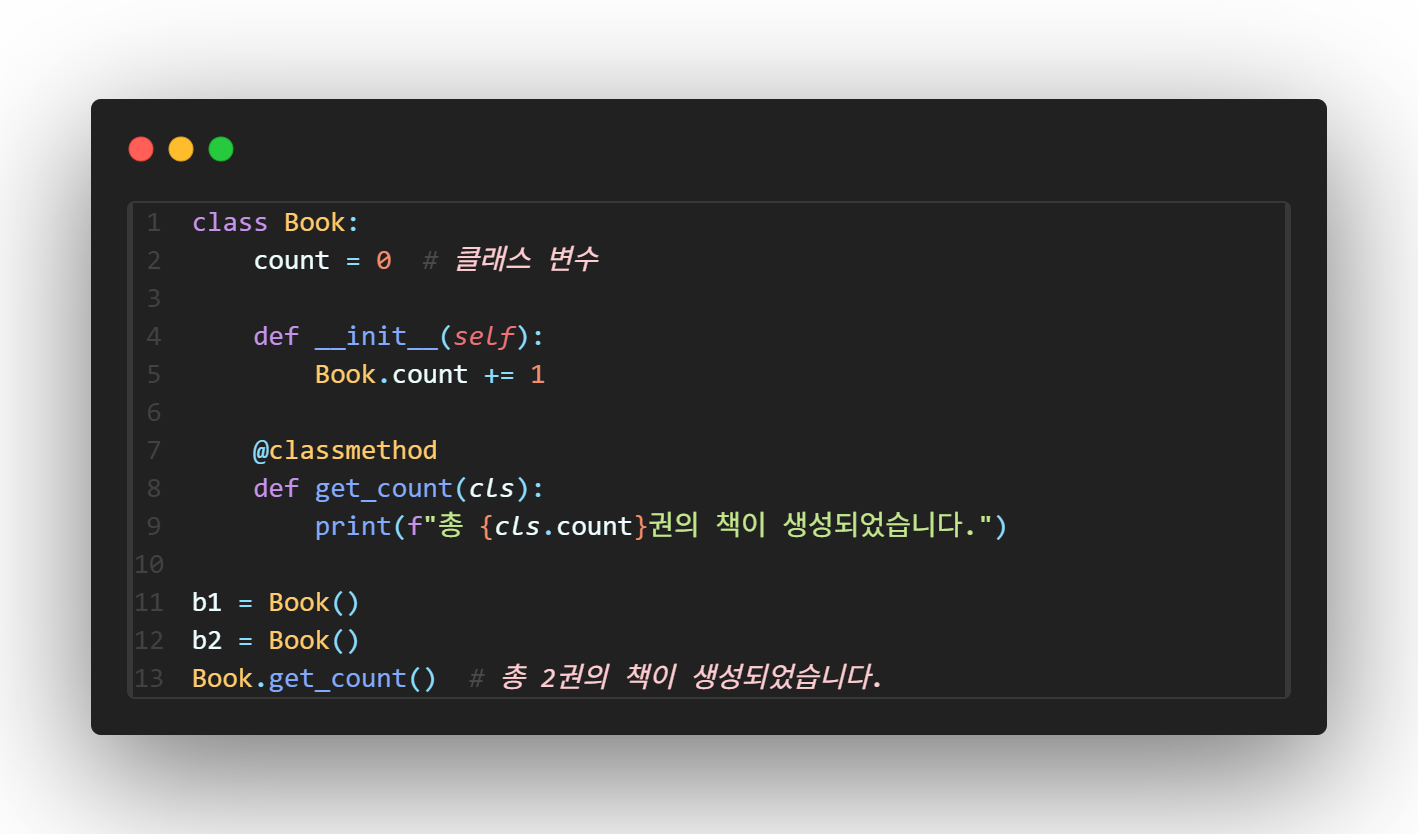 1 class Book:
2     count = 0  # 클래스 변수
3
4     def __init__(self):
5         Book.count += 1
6
7     @classmethod
8     def get_count(cls):
9         print(f"총 {cls.count}권의 책이 생성되었습니다.")
10
11 b1 = Book()
12 b2 = Book()
13 Book.get_count()  # 총 2권의 책이 생성되었습니다.